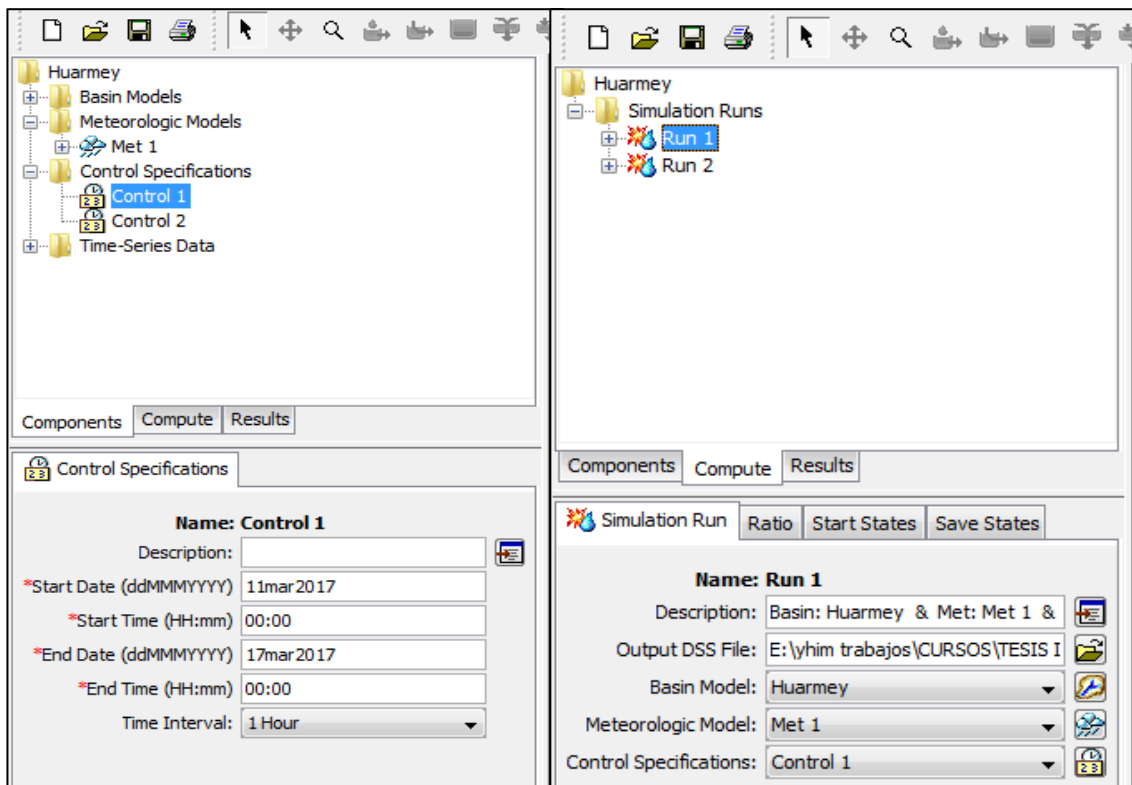 Huarmey
Basin Models
Meteorologic Models
Met 1
Control Specifications
Control 1
Control 2
Time-Series Data
Components Compute Results
Control Specifications
Name: Control 1
Description:
*Start Date (ddMMMYYYY) 11mar2017
*Start Time (HH:mm) 00:00
*End Date (ddMMMYYYY) 17mar2017
*End Time (HH:mm) 00:00
Time Interval: 1 Hour
Huarmey
Simulation Runs
Run 1
Run 2
Components Compute Results
Simulation Run Ratio Start States Save States
Name: Run 1
Description: Basin: Huarmey & Met: Met 1 &
Output DSS File: E:\yhim trabajos\CURSOS\TESIS I
Basin Model: Huarmey
Meteorologic Model: Met 1
Control Specifications: Control 1